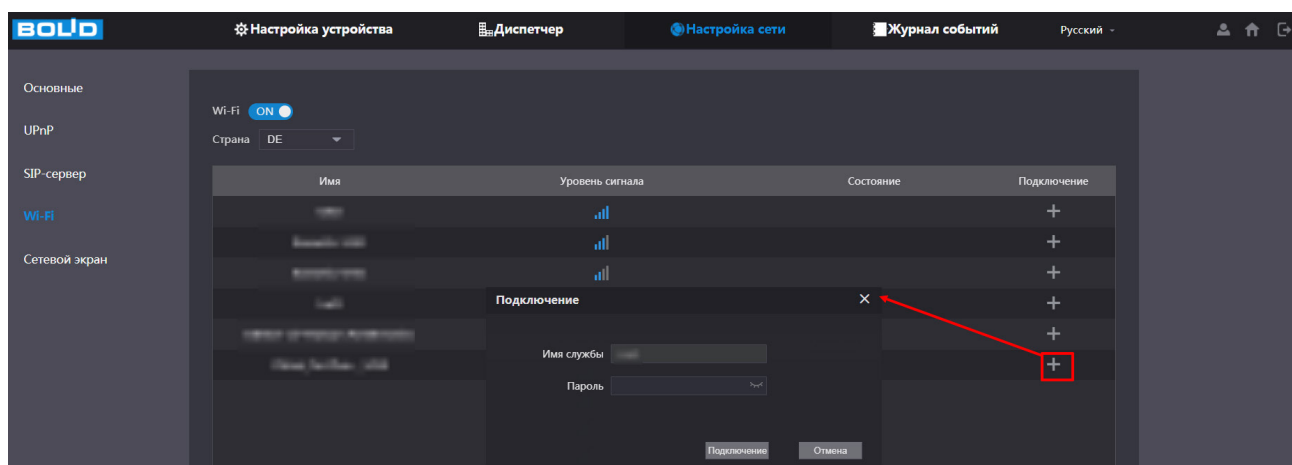 BOLID Настройка устройства Диспетчер Настройка сети Журнал событий Русский
Основные
UPnP
SIP-сервер
Wi-Fi
Сетевой экран
Wi-Fi ON
Страна DE
Имя Уровень сигнала Состояние Подключение
Подключение
Имя службы
Пароль
Подключение Отмена